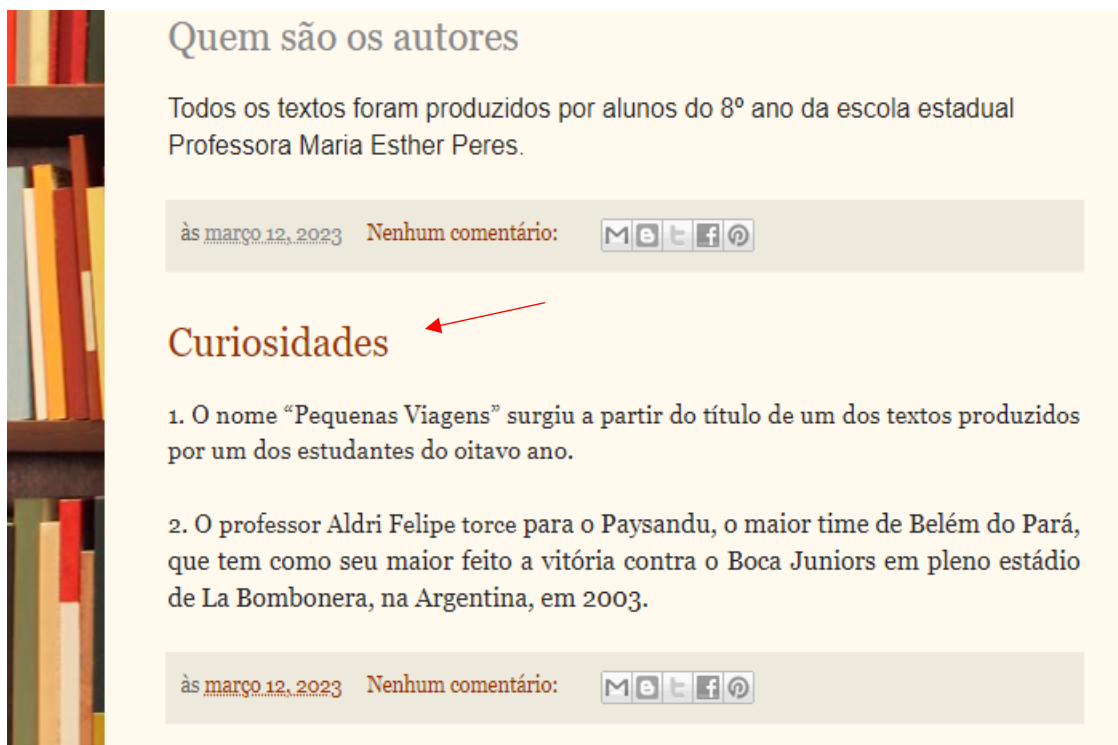 Quem são os autores
Todos os textos foram produzidos por alunos do 8º ano da escola estadual
Professora Maria Esther Peres.
às março 12, 2023 Nenhum comentário:
Curiosidades
1. O nome “Pequenas Viagens” surgiu a partir do título de um dos textos produzidos
por um dos estudantes do oitavo ano.
2. O professor Aldri Felipe torce para o Paysandu, o maior time de Belém do Pará,
que tem como seu maior feito a vitória contra o Boca Juniors em pleno estádio
de La Bombonera, na Argentina, em 2003.
às março 12, 2023 Nenhum comentário: